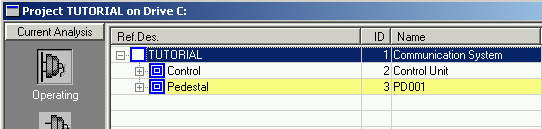 Project TUTORIAL on Drive C:
Current Analysis
Ref.Des. ID Name
TUTORIAL 1 Communication System
Control 2 Control Unit
Operating
Pedestal 3 PD001